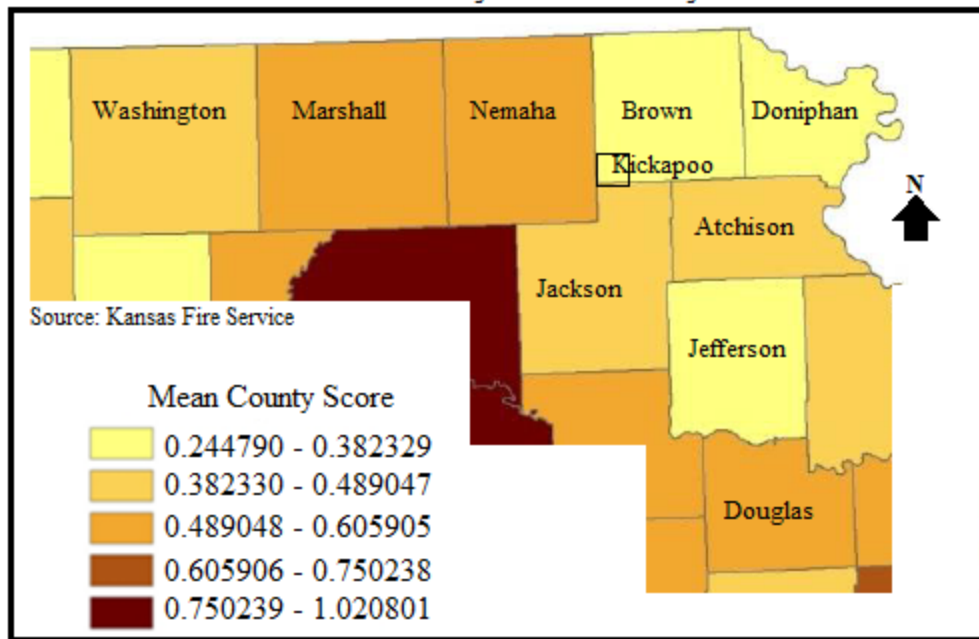 Washington
Marshall
Nemaha
Brown
Doniphan
Kickapoo
N
Atchison
Jackson
Source: Kansas Fire Service
Jefferson
Mean County Score
0.244790 - 0.382329
0.382330 - 0.489047
0.489048 - 0.605905
Douglas
0.605906 - 0.750238
0.750239 - 1.020801